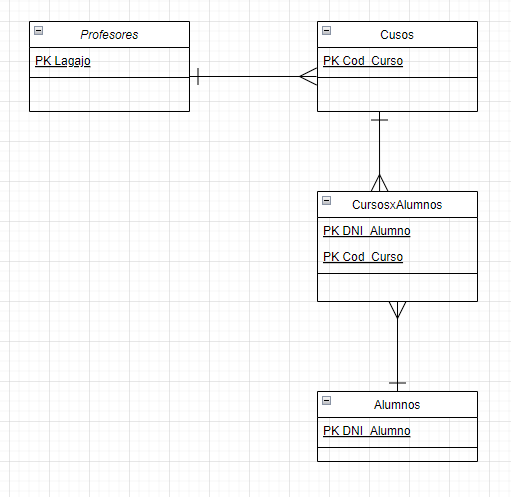 Profesores
PK Lagajo
Cusos
PK Cod_Curso
CursosxAlumnos
PK DNI_Alumno
PK Cod_Curso
Alumnos
PK DNI_Alumno